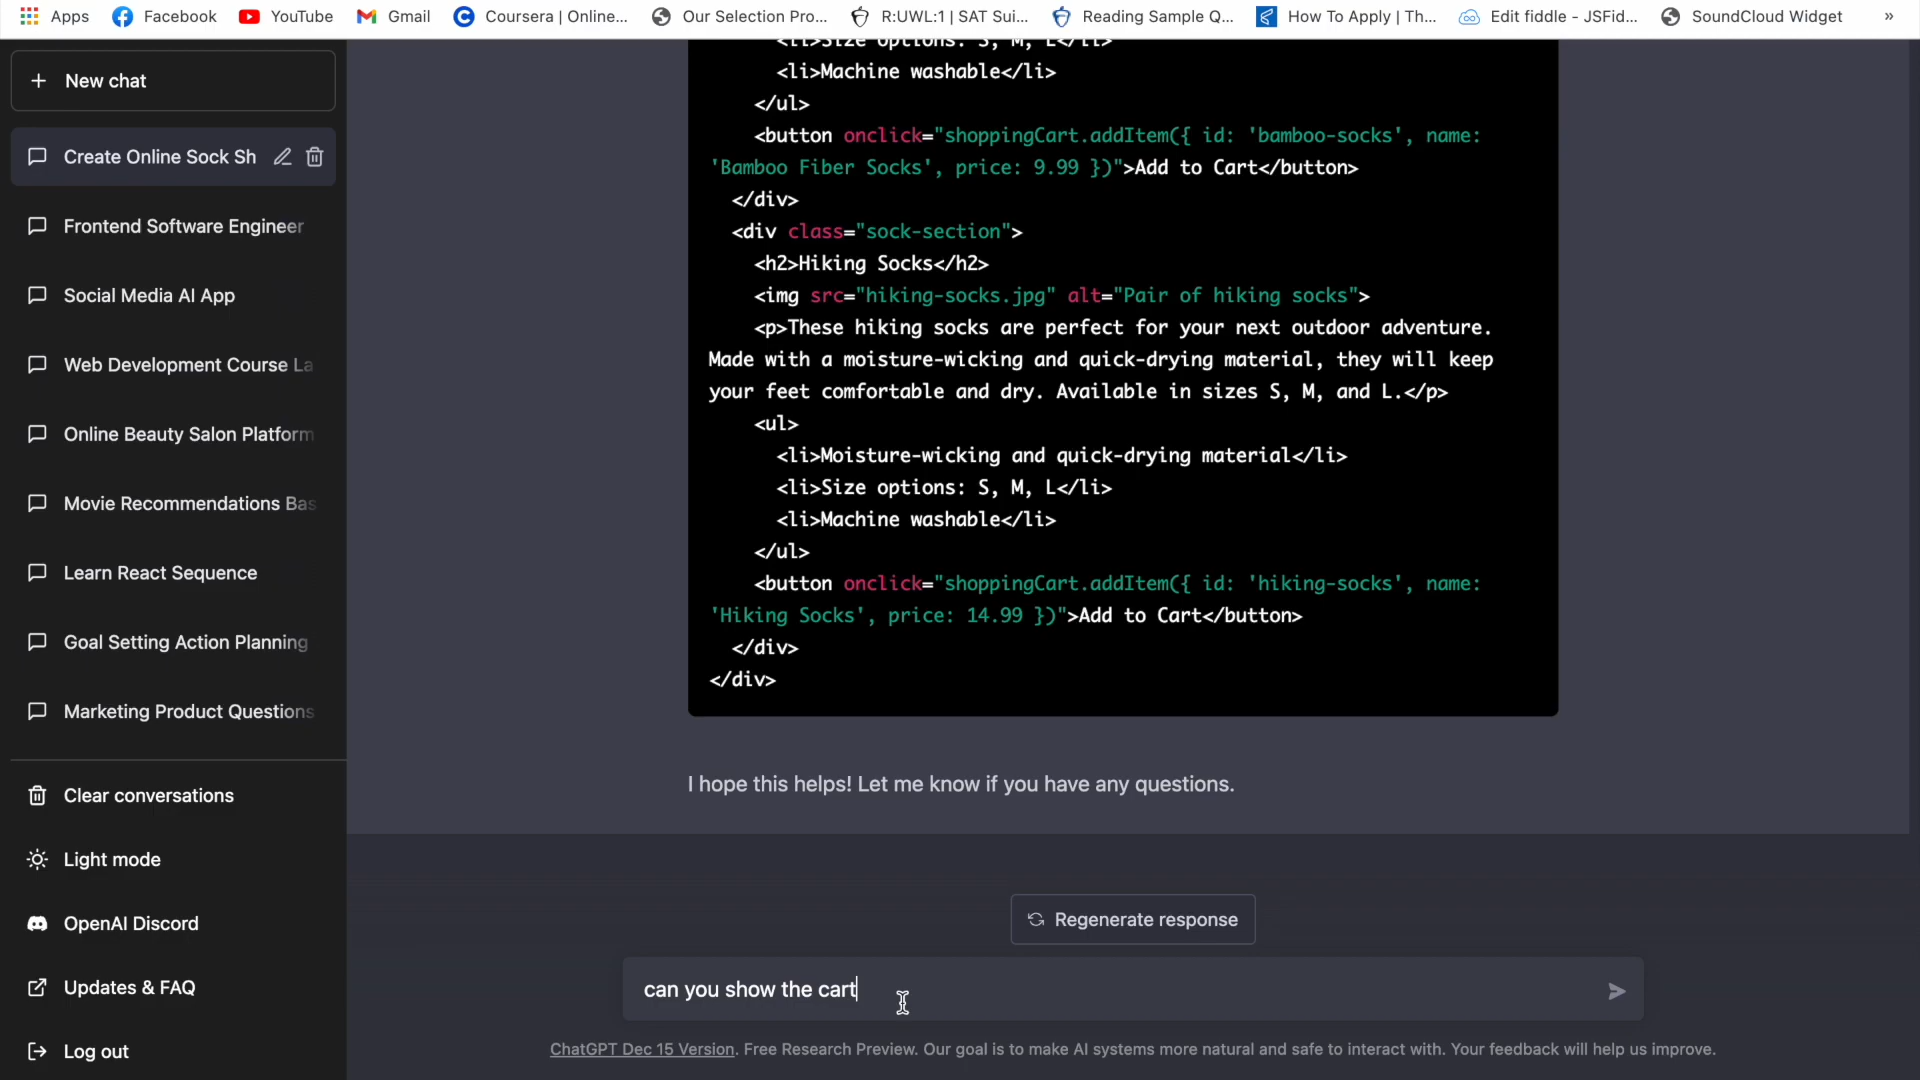 Apps Facebook YouTube Gmail Coursera | Online... Our Selection Pro... R:UWL:1 | SAT Sui... Reading Sample Q... How To Apply | Th... Edit fiddle - JSFid... SoundCloud Widget »
New chat
Create Online Sock Sh
Frontend Software Engineer
Social Media AI App
Web Development Course La
Online Beauty Salon Platform
Movie Recommendations Bas
Learn React Sequence
Goal Setting Action Planning
Marketing Product Questions
Clear conversations
Light mode
OpenAI Discord
Updates & FAQ
Log out
<li>Size options: S, M, L</li>
<li>Machine washable</li>
</ul>
<button onclick="shoppingCart.addItem({ id: 'bamboo-socks', name:
'Bamboo Fiber Socks', price: 9.99 })">Add to Cart</button>
</div>
<div class="sock-section">
<h2>Hiking Socks</h2>
<img src="hiking-socks.jpg" alt="Pair of hiking socks">
<p>These hiking socks are perfect for your next outdoor adventure.
Made with a moisture-wicking and quick-drying material, they will keep
your feet comfortable and dry. Available in sizes S, M, and L.</p>
<ul>
<li>Moisture-wicking and quick-drying material</li>
<li>Size options: S, M, L</li>
<li>Machine washable</li>
</ul>
<button onclick="shoppingCart.addItem({ id: 'hiking-socks', name:
'Hiking Socks', price: 14.99 })">Add to Cart</button>
</div>
</div>
I hope this helps! Let me know if you have any questions.
Regenerate response
can you show the cart
ChatGPT Dec 15 Version. Free Research Preview. Our goal is to make AI systems more natural and safe to interact with. Your feedback will help us improve.